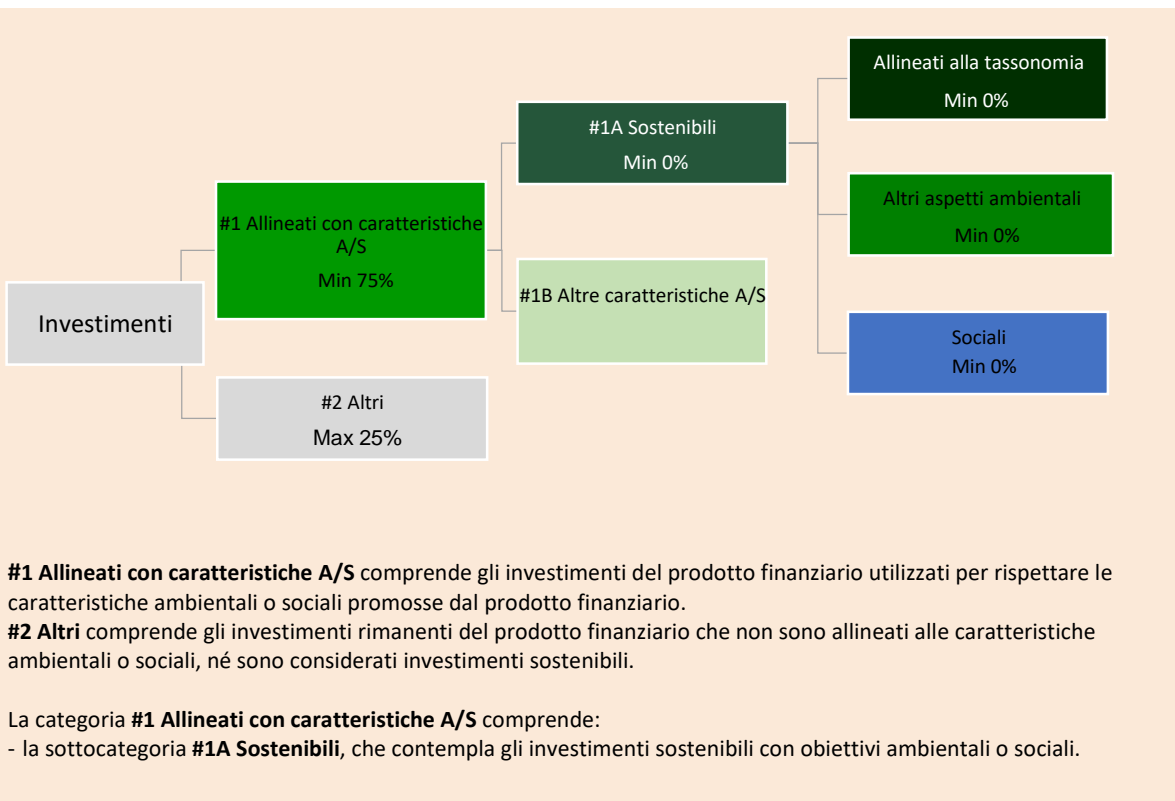 Allineati alla tassonomia
Min 0%
#1A Sostenibili
Min 0%
#1 Allineati con caratteristiche
A/S
Min 75%
Altri aspetti ambientali
Min 0%
#1B Altre caratteristiche A/S
Investimenti
Sociali
Min 0%
#2 Altri
Max 25%
#1 Allineati con caratteristiche A/S comprende gli investimenti del prodotto finanziario utilizzati per rispettare le
caratteristiche ambientali o sociali promosse dal prodotto finanziario.
#2 Altri comprende gli investimenti rimanenti del prodotto finanziario che non sono allineati alle caratteristiche
ambientali o sociali, né sono considerati investimenti sostenibili.
La categoria #1 Allineati con caratteristiche A/S comprende:
- la sottocategoria #1A Sostenibili, che contempla gli investimenti sostenibili con obiettivi ambientali o sociali.